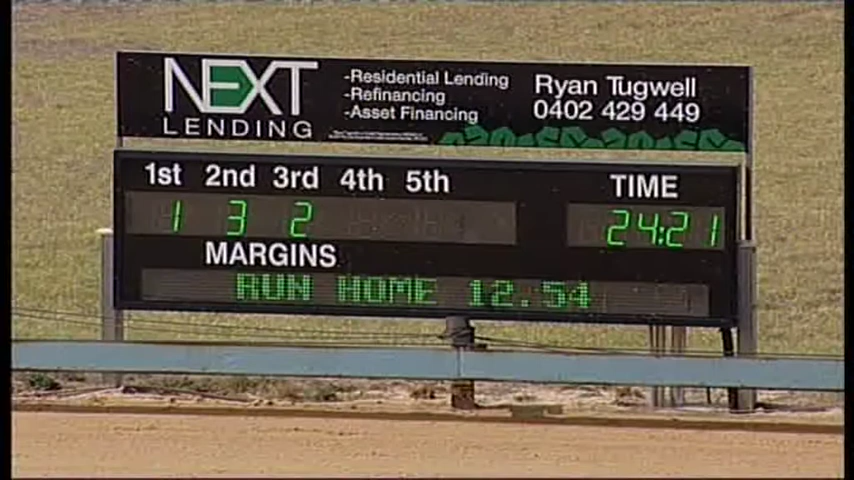 NEXT
LENDING
-Residential Lending
-Refinancing
-Asset Financing
Ryan Tugwell
0402 429 449
1st 2nd 3rd 4th 5th
TIME
1 3 2
24:21
MARGINS
RUN HOME 12.54